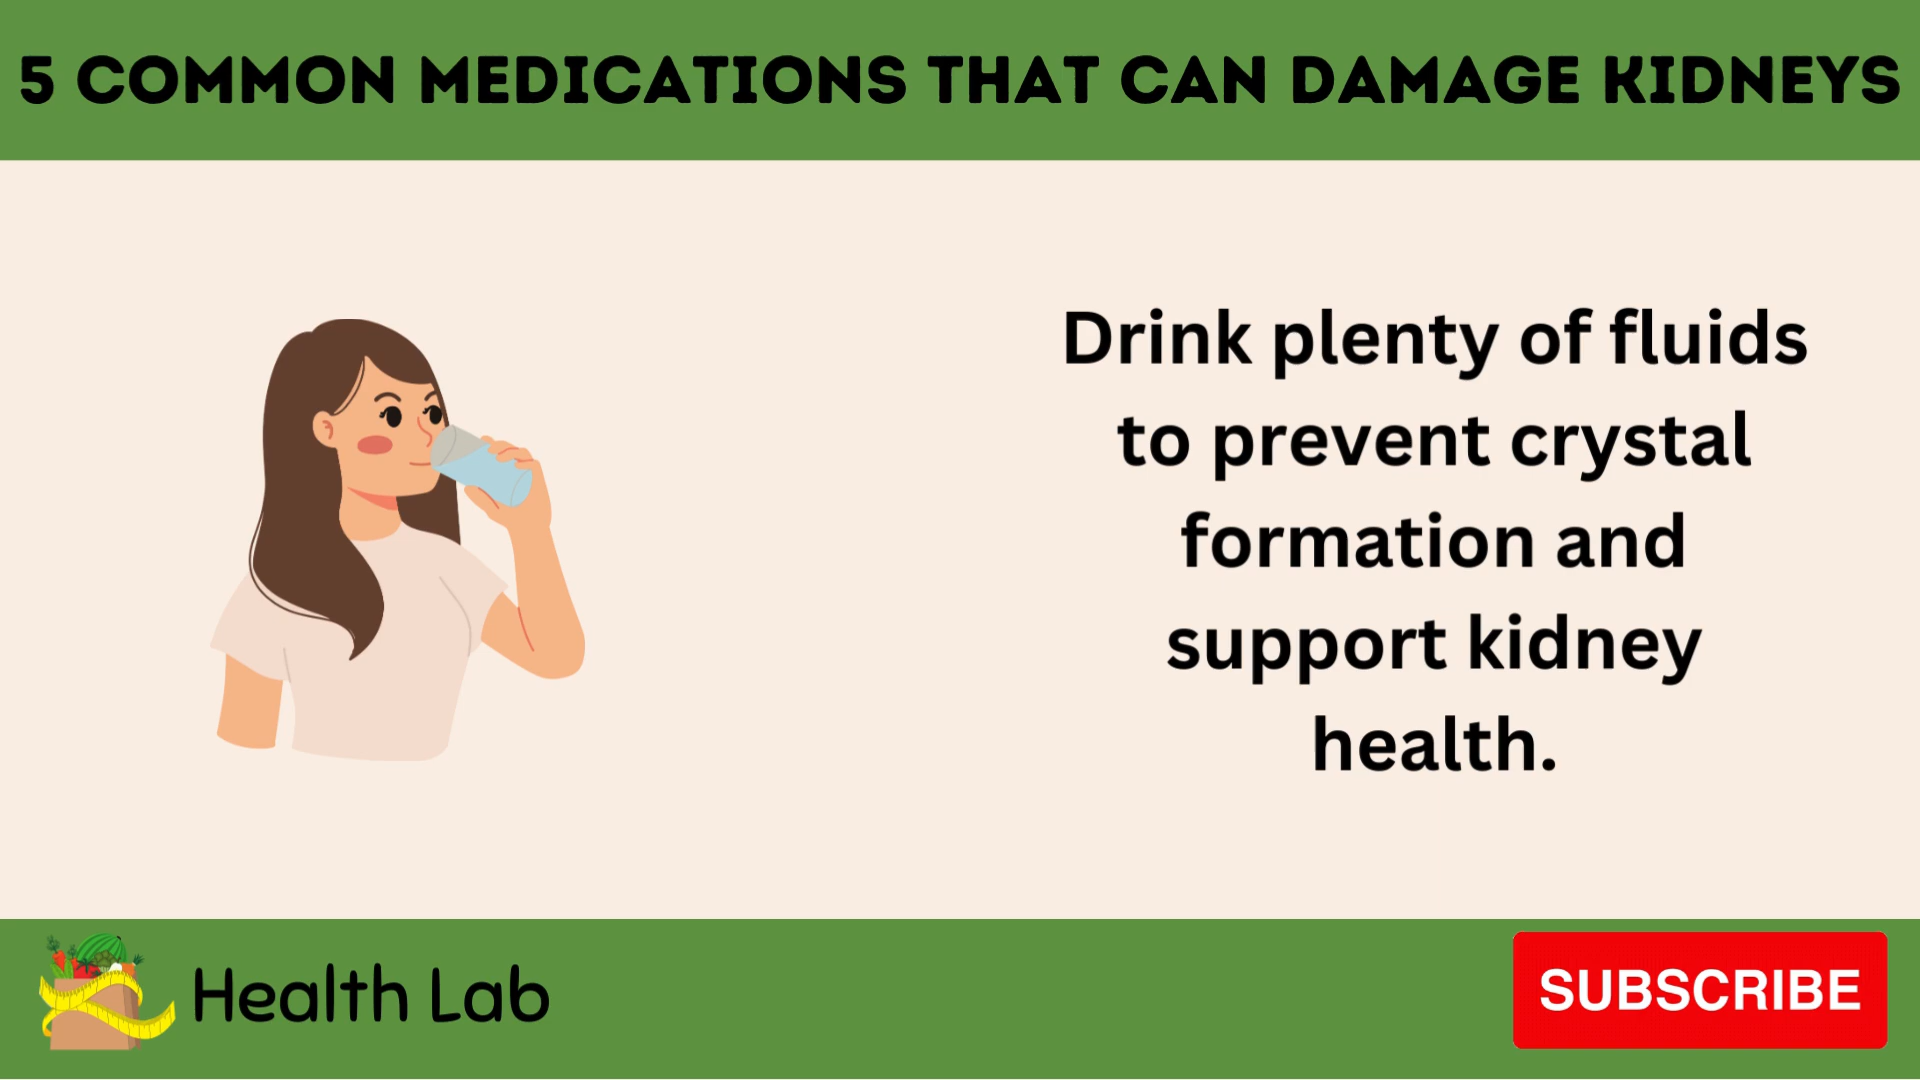 5 COMMON MEDICATIONS THAT CAN DAMAGE KIDNEYS
Drink plenty of fluids
to prevent crystal
formation and
support kidney
health.
Health Lab
SUBSCRIBE